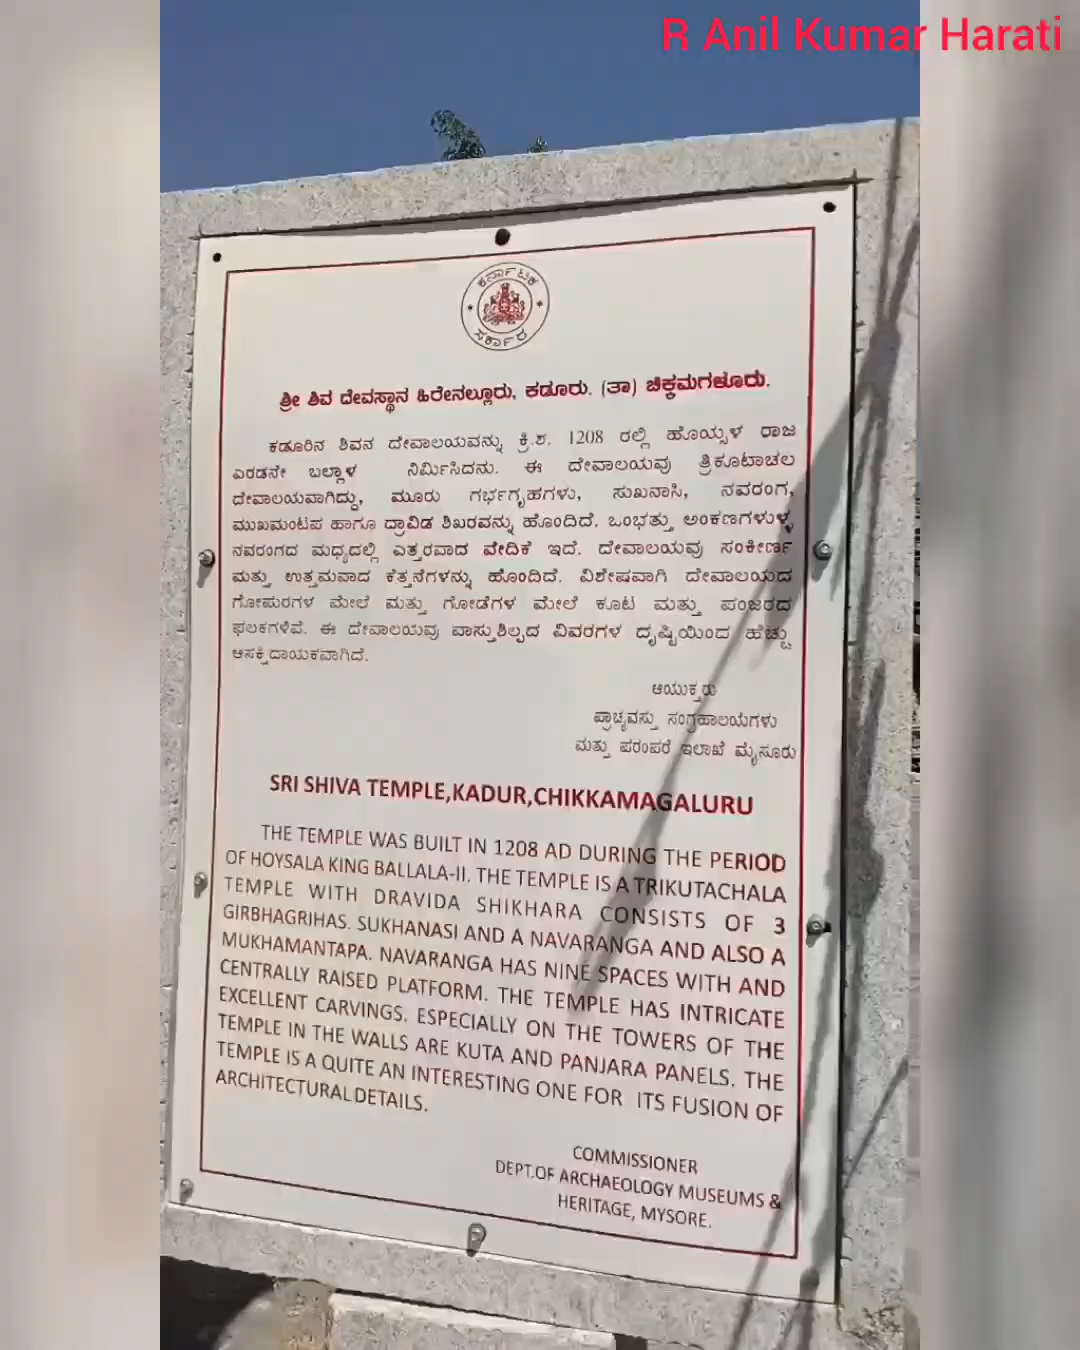 R Anil Kumar Harati
ಕರ್ನಾಟಕ
ಸರ್ಕಾರ
ಶ್ರೀ ಶಿವ ದೇವಸ್ಥಾನ ಹಿರೇನಲ್ಲೂರು, ಕಡೂರು. (ತಾ) ಚಿಕ್ಕಮಗಳೂರು.
ಕಡೂರಿನ ಶಿವನ ದೇವಾಲಯವನ್ನು ಕ್ರಿ.ಶ. 1208 ರಲ್ಲಿ ಹೊಯ್ಸಳ ರಾಜ
ಎರಡನೇ ಬಲ್ಲಾಳ ನಿರ್ಮಿಸಿದನು. ಈ ದೇವಾಲಯವು ತ್ರಿಕೂಟಾಚಲ
ದೇವಾಲಯವಾಗಿದ್ದು, ಮೂರು ಗರ್ಭಗೃಹಗಳು, ಸುಖನಾಸಿ, ನವರಂಗ,
ಮುಖಮಂಟಪ ಹಾಗೂ ದ್ರಾವಿಡ ಶಿಖರವನ್ನು ಹೊಂದಿದೆ. ಒಂಭತ್ತು ಅಂಕಣಗಳುಳ್ಳ
ನವರಂಗದ ಮಧ್ಯದಲ್ಲಿ ಎತ್ತರವಾದ ವೇದಿಕೆ ಇದೆ. ದೇವಾಲಯವು ಸಂಕೀರ್ಣ
ಮತ್ತು ಉತ್ತಮವಾದ ಕೆತ್ತನೆಗಳನ್ನು ಹೊಂದಿದೆ. ವಿಶೇಷವಾಗಿ ದೇವಾಲಯದ
ಗೋಪುರಗಳ ಮೇಲೆ ಮತ್ತು ಗೋಡೆಗಳ ಮೇಲೆ ಕೂಟ ಮತ್ತು ಪಂಜರದ
ಫಲಕಗಳಿವೆ. ಈ ದೇವಾಲಯವು ವಾಸ್ತುಶಿಲ್ಪದ ವಿವರಗಳ ದೃಷ್ಟಿಯಿಂದ ಹೆಚ್ಚು
ಆಸಕ್ತಿದಾಯಕವಾಗಿದೆ.
ಆಯುಕ್ತರು
ಪ್ರಾಚ್ಯವಸ್ತು ಸಂಗ್ರಹಾಲಯಗಳು
ಮತ್ತು ಪರಂಪರೆ ಇಲಾಖೆ ಮೈಸೂರು
SRI SHIVA TEMPLE,KADUR,CHIKKAMAGALURU
THE TEMPLE WAS BUILT IN 1208 AD DURING THE PERIOD
OF HOYSALA KING BALLALA-II. THE TEMPLE IS A TRIKUTACHALA
TEMPLE WITH DRAVIDA SHIKHARA CONSISTS OF 3
GIRBHAGRIHAS. SUKHANASI AND A NAVARANGA AND ALSO A
MUKHAMANTAPA. NAVARANGA HAS NINE SPACES WITH AND
CENTRALLY RAISED PLATFORM. THE TEMPLE HAS INTRICATE
EXCELLENT CARVINGS. ESPECIALLY ON THE TOWERS OF THE
TEMPLE IN THE WALLS ARE KUTA AND PANJARA PANELS. THE
TEMPLE IS A QUITE AN INTERESTING ONE FOR ITS FUSION OF
ARCHITECTURAL DETAILS.
COMMISSIONER
DEPT.OF ARCHAEOLOGY MUSEUMS &
HERITAGE, MYSORE.